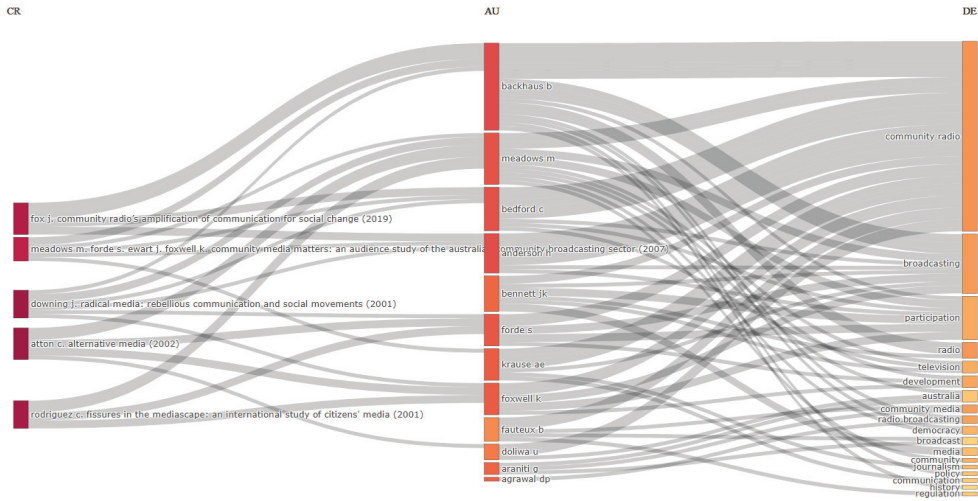 CR
AU
DE
fox j. community radio's amplification of communication for social change (2019)
meadows m. forde s. ewart j. foxwell k. community media matters: an audience study of the australian community broadcasting sector (2007)
downing j. radical media: rebellious communication and social movements (2001)
atton c. alternative media (2002)
rodriguez c. fissures in the mediascape: an international study of citizens' media (2001)
backhaus b
meadows m
bedford c
anderson h
bennett jk
forde s
krause ae
foxwell k
fauteux b
doliwa u
araniti g
agrawal dp
community radio
broadcasting
participation
radio
television
development
australia
community media
radio broadcasting
democracy
broadcast
media
community
journalism
policy
communication
history
regulation